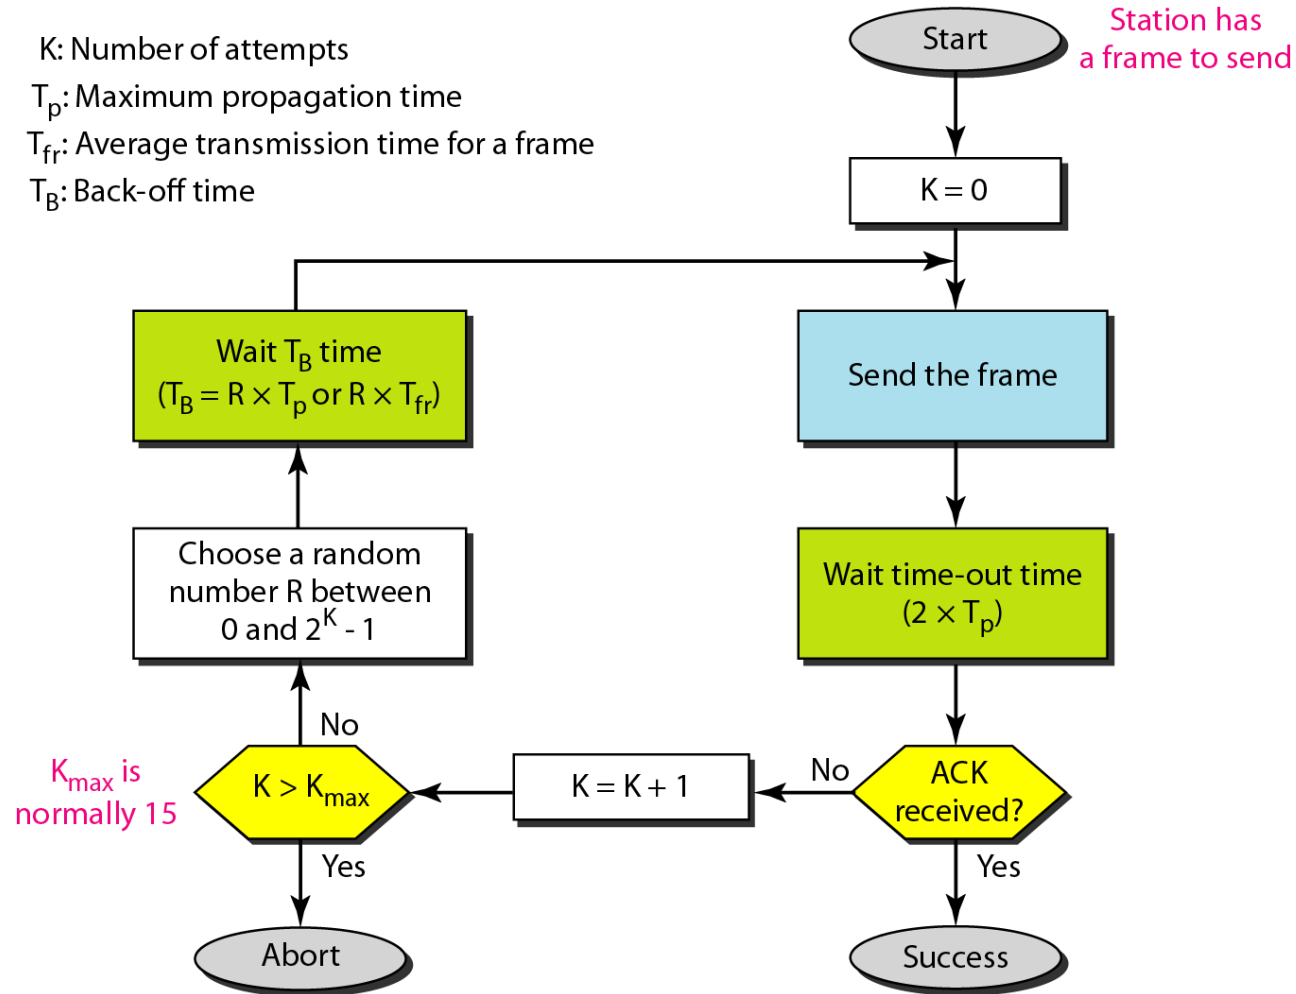 K: Number of attempts
Tp: Maximum propagation time
Tfr: Average transmission time for a frame
TB: Back-off time
Start
Station has
a frame to send
K = 0
Wait TB time
(TB = R × Tp or R × Tfr)
Send the frame
Choose a random
number R between
0 and 2^K - 1
Wait time-out time
(2 × Tp)
No
Kmax is
normally 15
K > Kmax
K = K + 1
No
ACK
received?
Yes
Yes
Abort
Success